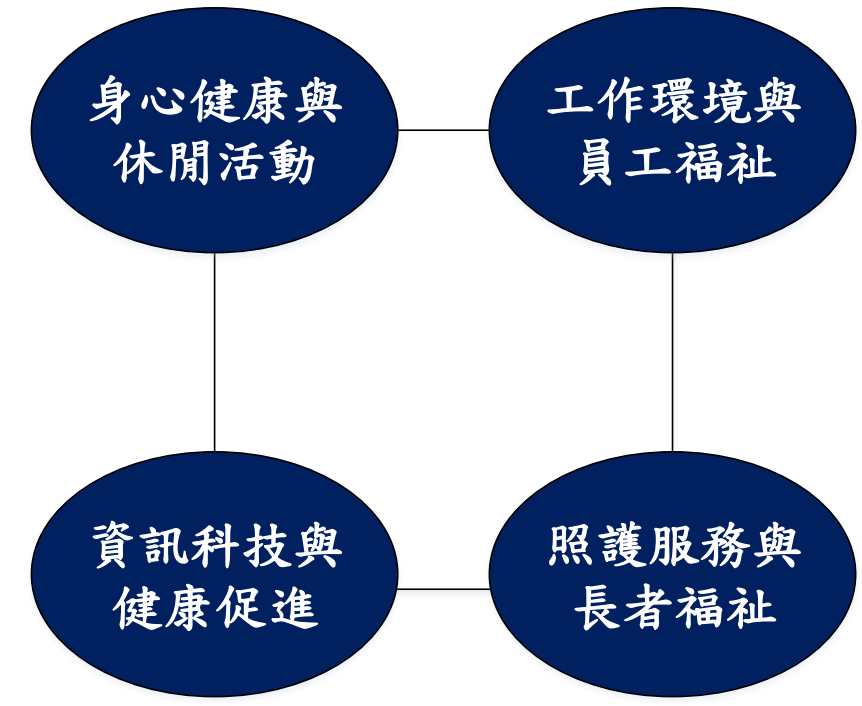 身心健康與
休閒活動
工作環境與
員工福祉
資訊科技與
健康促進
照護服務與
長者福祉